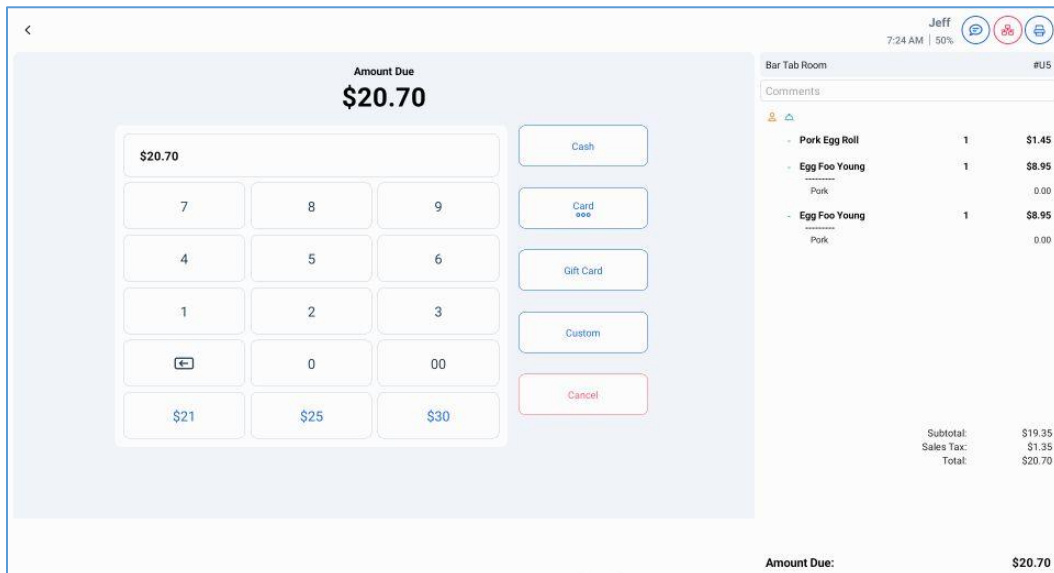 Jeff
7:24 AM | 50%
Amount Due
$20.70
$20.70
7 8 9
4 5 6
1 2 3
0 00
$21 $25 $30
Cash
Card
Gift Card
Custom
Cancel
Bar Tab Room #U5
Comments
- Pork Egg Roll 1 $1.45
- Egg Foo Young 1 $8.95
---------
Pork 0.00
- Egg Foo Young 1 $8.95
---------
Pork 0.00
Subtotal: $19.35
Sales Tax: $1.35
Total: $20.70
Amount Due: $20.70